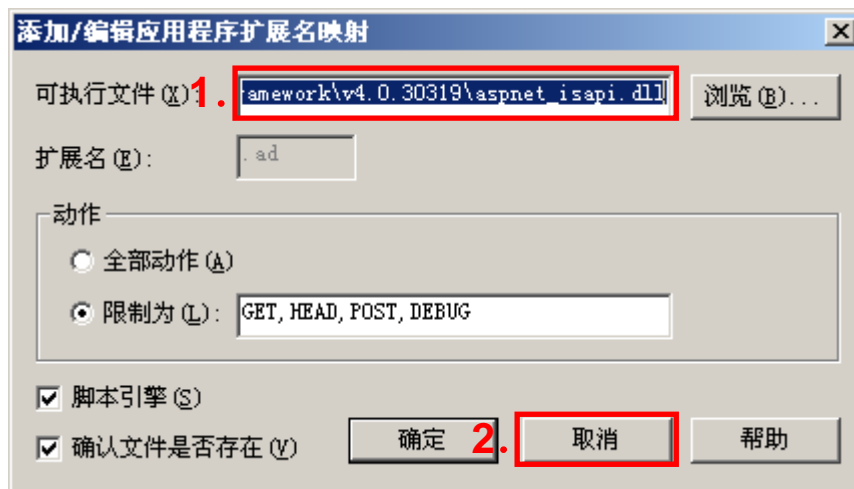 添加/编辑应用程序扩展名映射
可执行文件(X): 1. amework\v4.0.30319\aspnet_isapi.dll 浏览(B)...
扩展名(E): .ad
动作
全部动作(A)
限制为(L): GET,HEAD,POST,DEBUG
脚本引擎(S)
确认文件是否存在(V) 确定 2. 取消 帮助